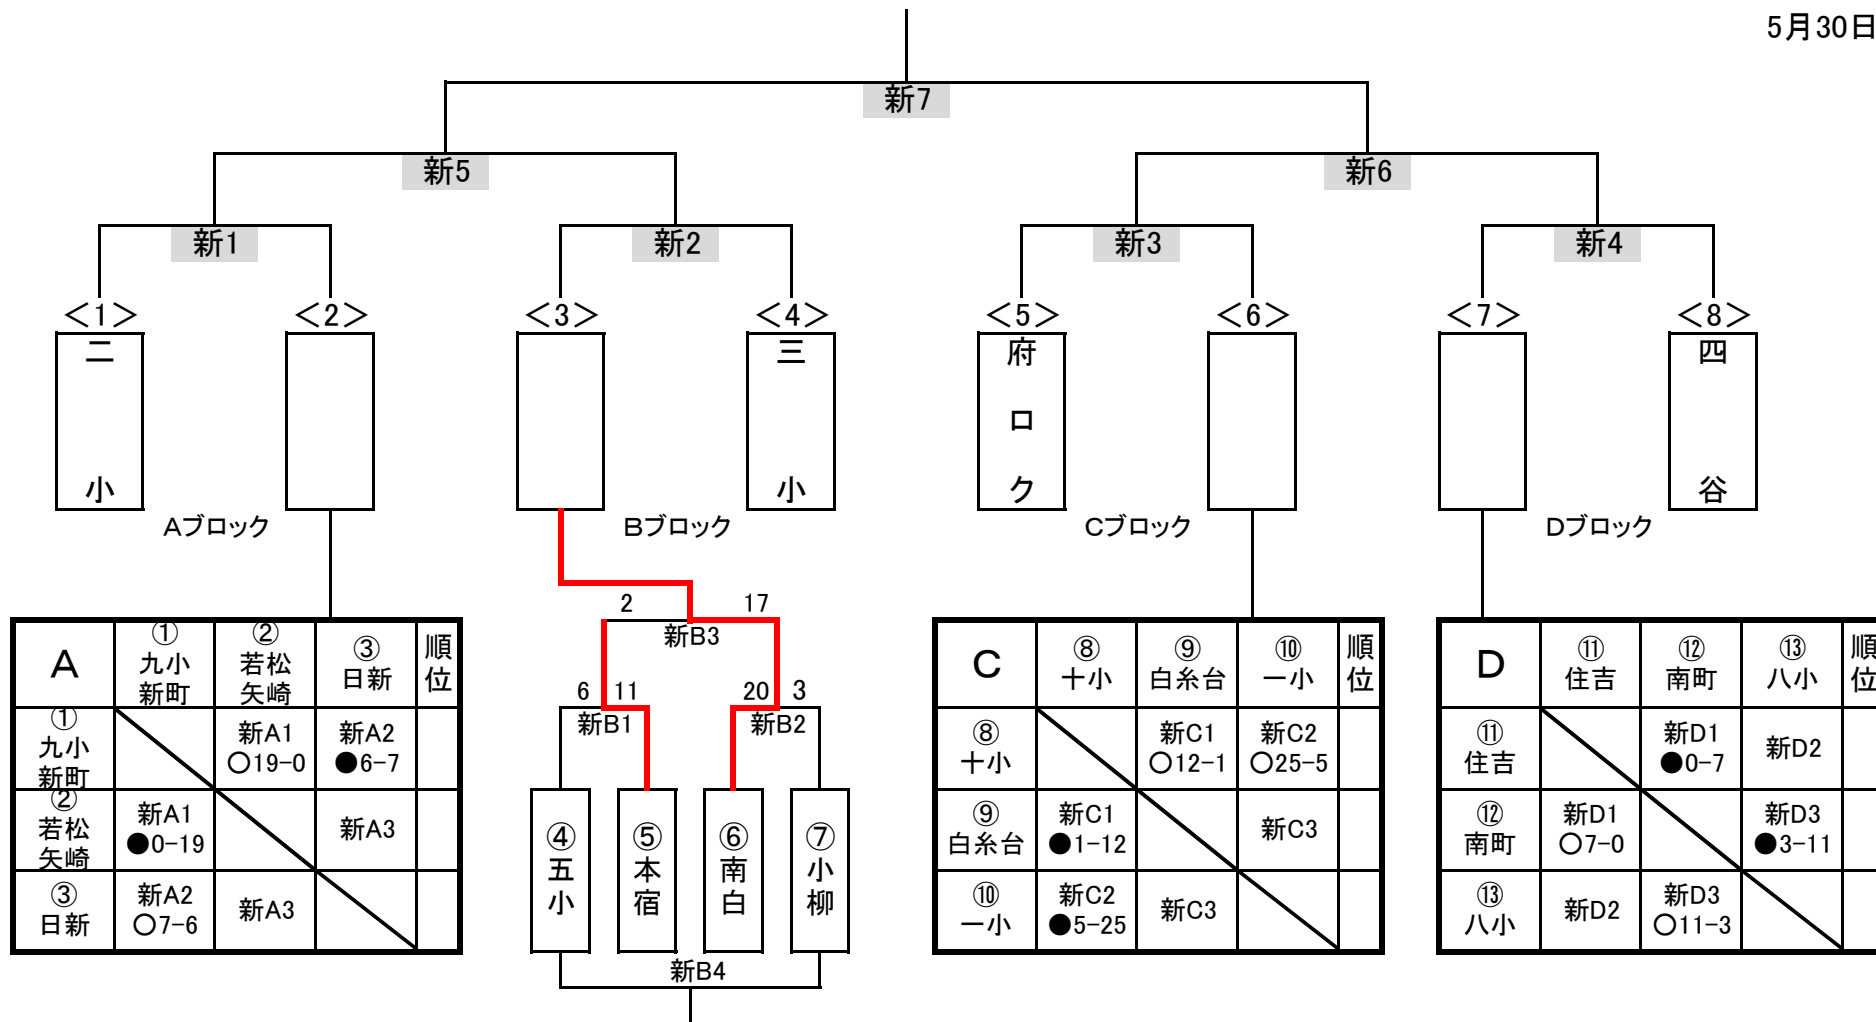 5月30日
新7
新5
新6
新1
新2
新3
新4
<1>
<2>
<3>
<4>
<5>
<6>
<7>
<8>
二小
三小
府ロク
四谷
Aブロック
Bブロック
Cブロック
Dブロック
A
①
九小
新町
②
若松
矢崎
③
日新
順
位
①
九小
新町
新A1
○19-0
新A2
●6-7
②
若松
矢崎
新A1
●0-19
新A3
③
日新
新A2
○7-6
新A3
2
17
新B3
6
11
20
3
新B1
新B2
④五小
⑤本宿
⑥南白
⑦小柳
新B4
C
⑧
十小
⑨
白糸台
⑩
一小
順
位
⑧
十小
新C1
○12-1
新C2
○25-5
⑨
白糸台
新C1
●1-12
新C3
⑩
一小
新C2
●5-25
新C3
D
⑪
住吉
⑫
南町
⑬
八小
順
位
⑪
住吉
新D1
●0-7
新D2
⑫
南町
新D1
○7-0
新D3
●3-11
⑬
八小
新D2
新D3
○11-3